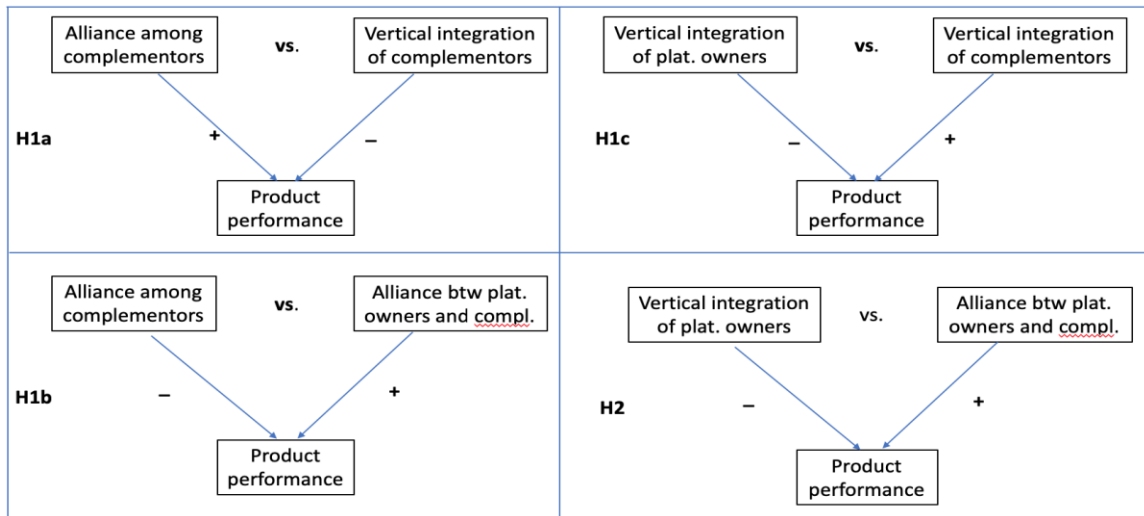 Alliance among
complementors
vs.
Vertical integration
of complementors
H1a
+
–
Product
performance
Vertical integration
of plat. owners
vs.
Vertical integration
of complementors
H1c
–
+
Product
performance
Alliance among
complementors
vs.
Alliance btw plat.
owners and compl.
H1b
–
+
Product
performance
Vertical integration
of plat. owners
vs.
Alliance btw plat.
owners and compl.
H2
–
+
Product
performance